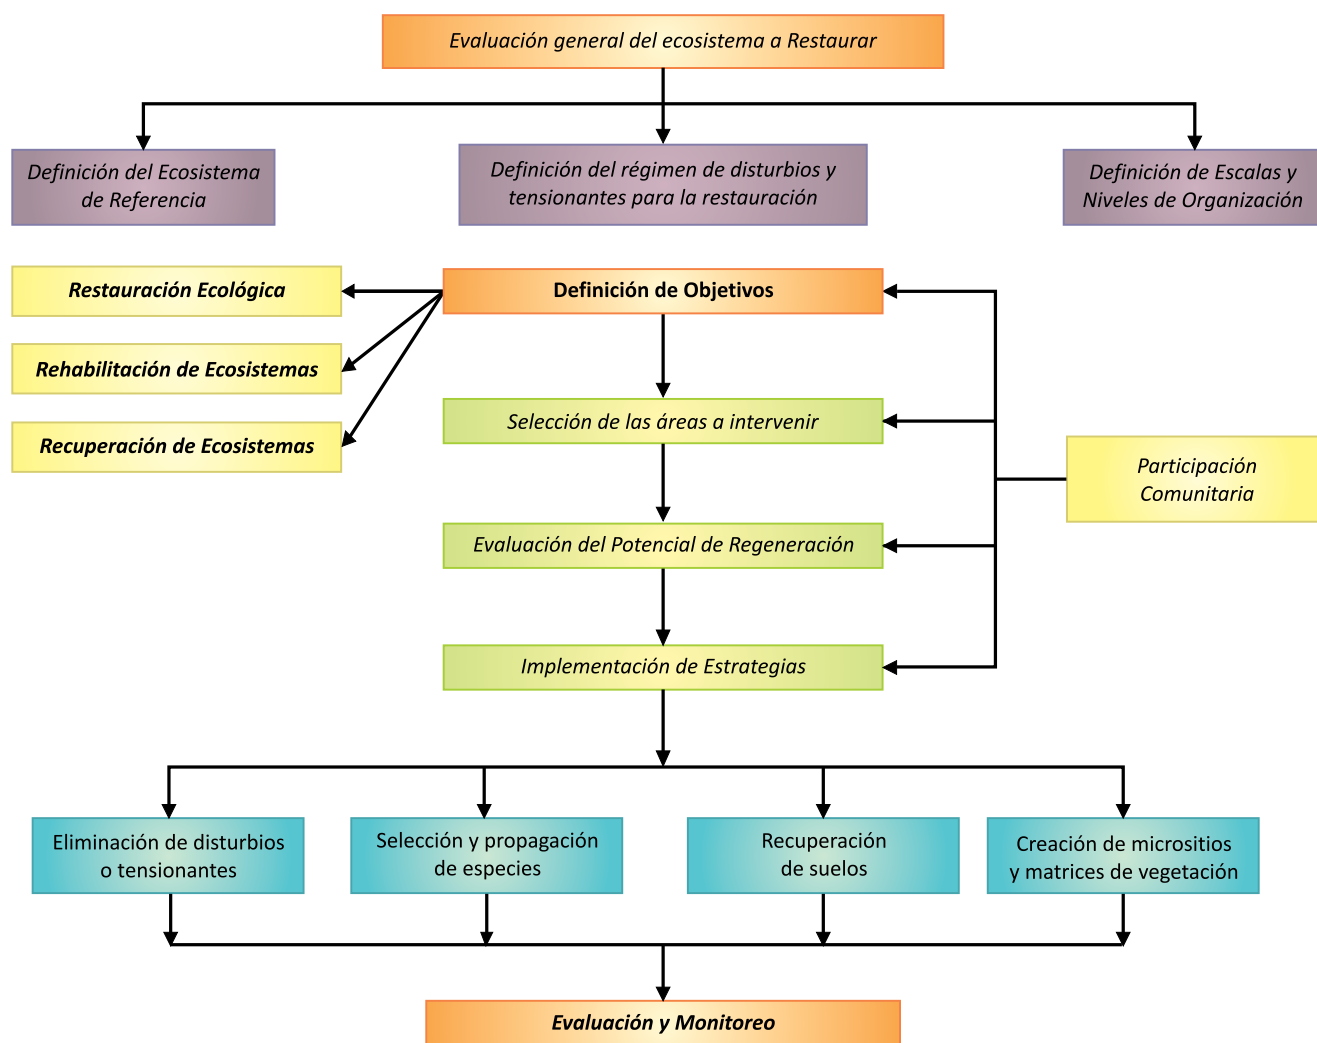 Evaluación general del ecosistema a Restaurar
Definición del Ecosistema
de Referencia
Definición del régimen de disturbios y
tensionantes para la restauración
Definición de Escalas y
Niveles de Organización
Restauración Ecológica
Definición de Objetivos
Rehabilitación de Ecosistemas
Recuperación de Ecosistemas
Selección de las áreas a intervenir
Participación
Comunitaria
Evaluación del Potencial de Regeneración
Implementación de Estrategias
Eliminación de disturbios
o tensionantes
Selección y propagación
de especies
Recuperación
de suelos
Creación de micrositios
y matrices de vegetación
Evaluación y Monitoreo